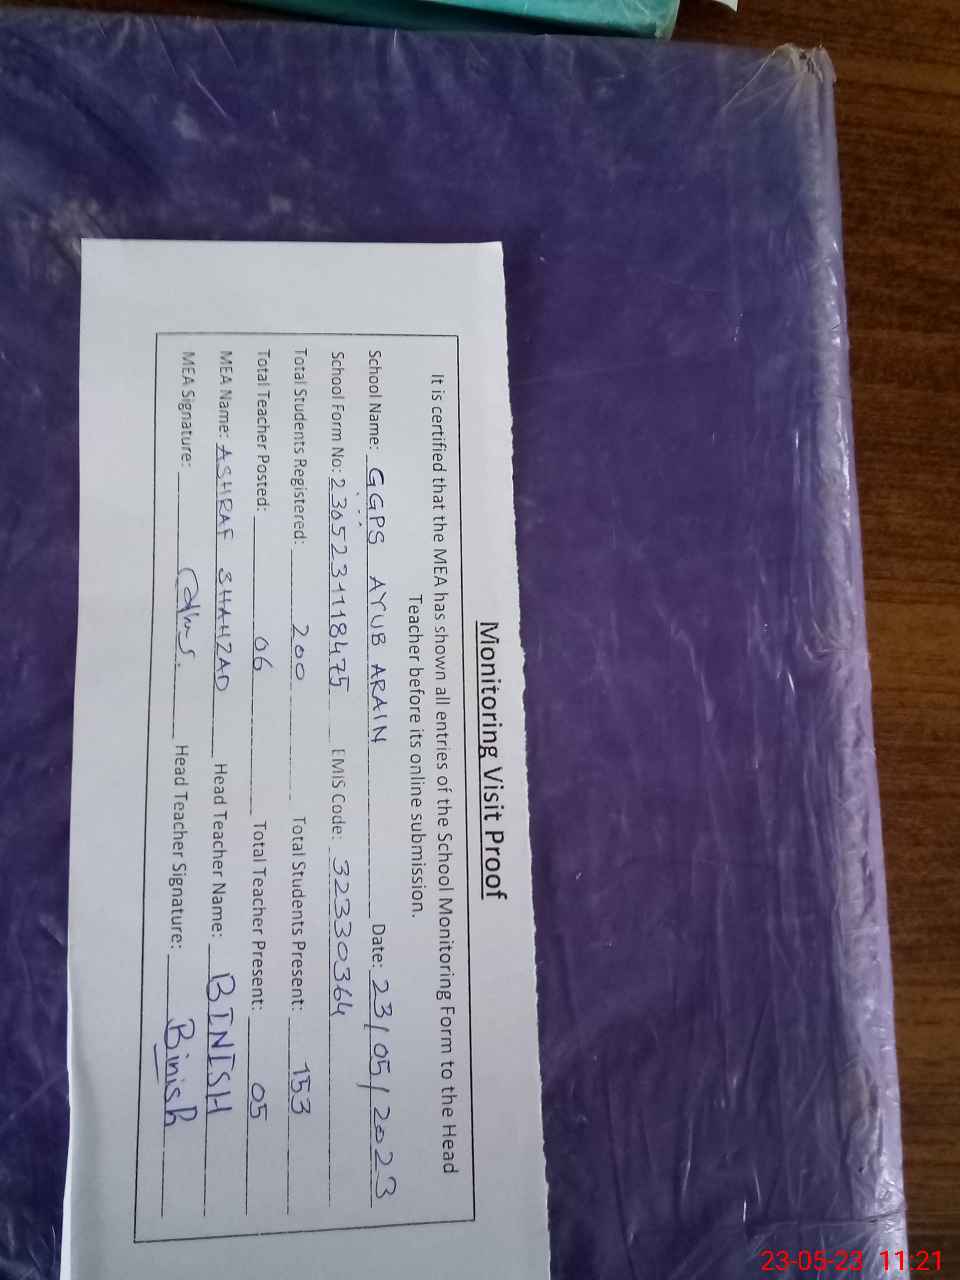 Monitoring Visit Proof
It is certified that the MEA has shown all entries of the School Monitoring Form to the Head
Teacher before its online submission.
School Name: GGPS AYUB ARAIN Date: 23/05/2023
School Form No: 2305231118475 EMIS Code: 32330364
Total Students Registered: 200 Total Students Present: 153
Total Teacher Posted: 06 Total Teacher Present: 05
MEA Name: ASHRAF SHAHZAD Head Teacher Name: BINISH
MEA Signature: Head Teacher Signature: Binish
23-05-23 11:21